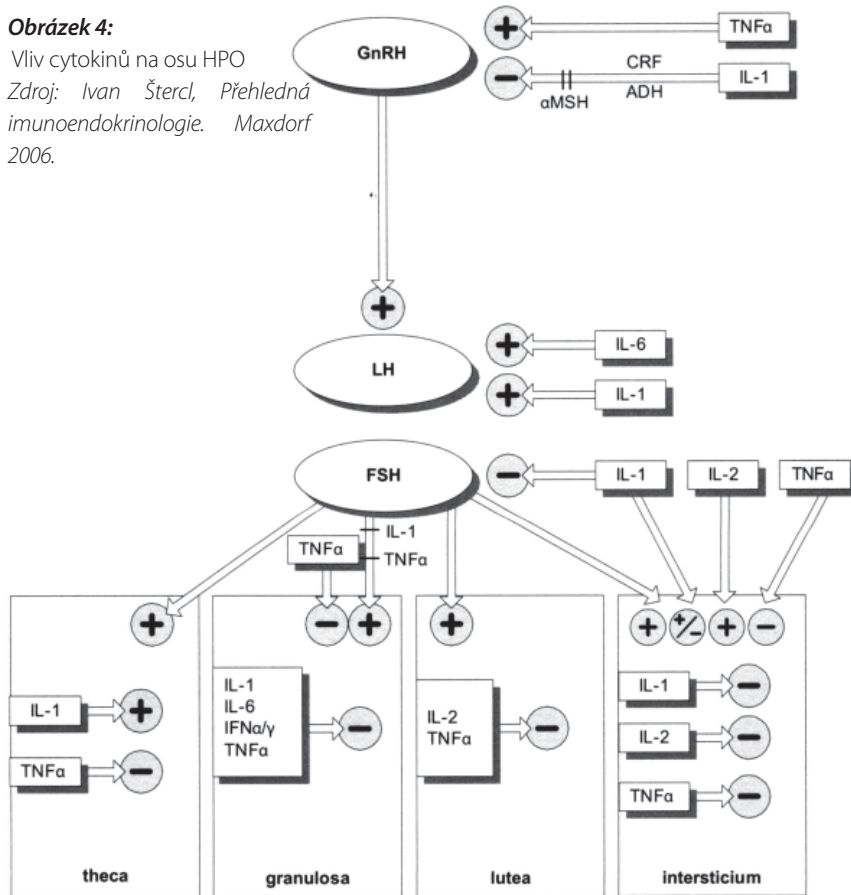 Obrázek 4:
Vliv cytokinů na osu HPO
Zdroj: Ivan Štercl, Přehledná
imunoendokrinologie. Maxdorf
2006.
GnRH
+
TNFα
−
CRF
IL-1
αMSH
ADH
+
LH
+
IL-6
+
IL-1
FSH
−
IL-1
IL-2
TNFα
IL-1
TNFα
TNFα
+
−
+
+
+
+/−
+
−
IL-1
+
TNFα
−
theca
IL-1
IL-6
IFNα/γ
TNFα
−
granulosa
IL-2
TNFα
−
lutea
IL-1
−
IL-2
−
TNFα
−
intersticium